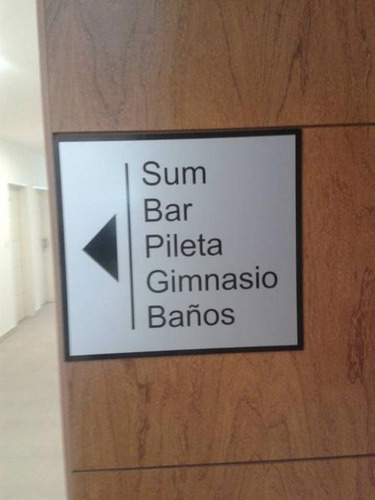 Sum
Bar
Pileta
Gimnasio
Baños